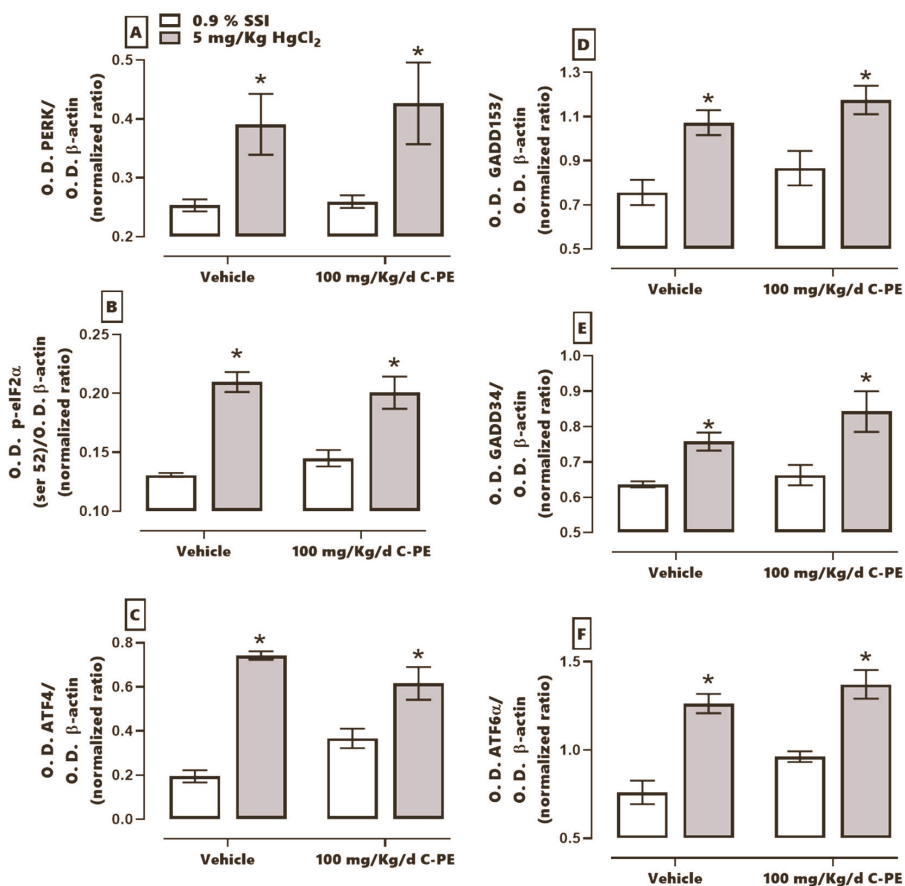 A
0.9 % SSI
5 mg/Kg HgCl₂
O. D. PERK/
O. D. β-actin
(normalized ratio)
0.5
0.4
0.3
0.2
*
*
Vehicle
100 mg/Kg/d C-PE
B
O. D. p-eIF2α
(ser 52)/O. D. β-actin
(normalized ratio)
0.25
0.20
0.15
0.10
*
*
Vehicle
100 mg/Kg/d C-PE
C
O. D. ATF4/
O. D. β-actin
(normalized ratio)
0.8
0.6
0.4
0.2
0.0
*
*
Vehicle
100 mg/Kg/d C-PE
D
O. D. GADD153/
O. D. β-actin
(normalized ratio)
1.3
1.1
0.9
0.7
0.5
*
*
Vehicle
100 mg/Kg/d C-PE
E
O. D. GADD34/
O. D. β-actin
(normalized ratio)
1.0
0.9
0.8
0.7
0.6
0.5
*
*
Vehicle
100 mg/Kg/d C-PE
F
O. D. ATF6α/
O. D. β-actin
(normalized ratio)
1.5
1.0
0.5
*
*
Vehicle
100 mg/Kg/d C-PE